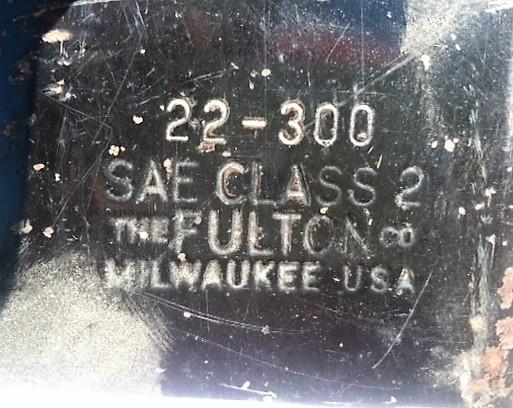 22-300
SAE CLASS 2
THE FULTON CO
MILWAUKEE USA